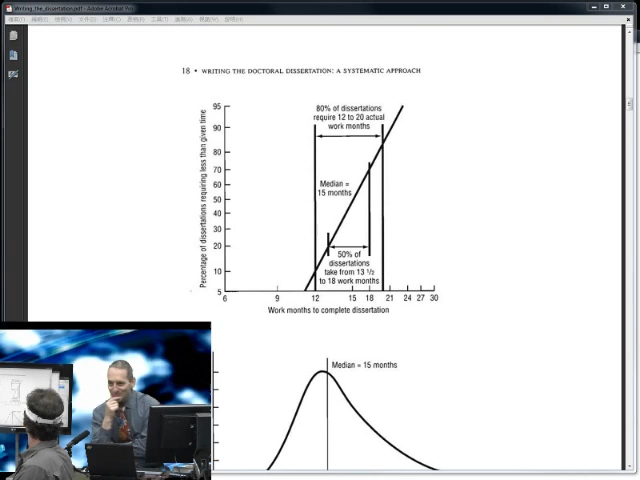 Writing_the_dissertation.pdf - Adobe Acrobat Pro
18 • WRITING THE DOCTORAL DISSERTATION: A SYSTEMATIC APPROACH
Percentage of dissertations requiring less than given time
95
90
80
70
60
50
40
30
20
10
5
80% of dissertations
require 12 to 20 actual
work months
Median =
15 months
50% of
dissertations
take from 13 1/2
to 18 work months
6
9
12
15
18
21
24
27
30
Work months to complete dissertation
Median = 15 months